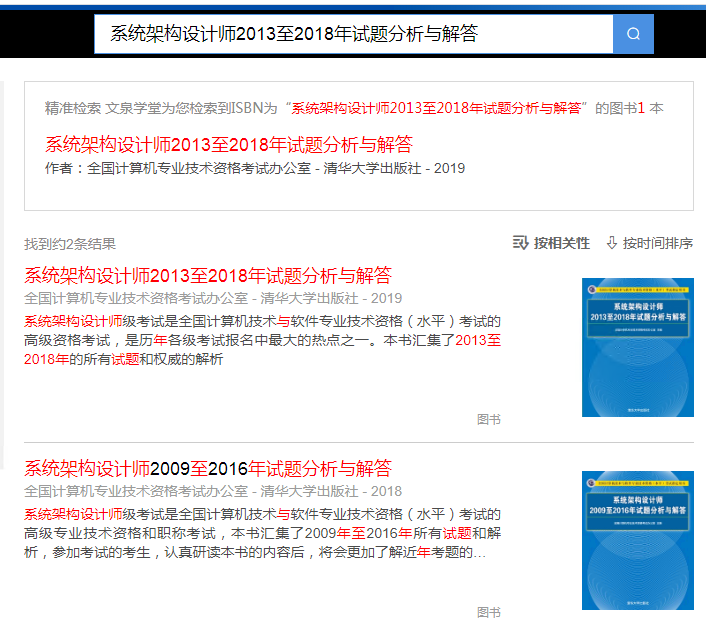 系统架构设计师2013至2018年试题分析与解答
精准检索 文泉学堂为您检索到ISBN为“系统架构设计师2013至2018年试题分析与解答”的图书1 本
系统架构设计师2013至2018年试题分析与解答
作者：全国计算机专业技术资格考试办公室 - 清华大学出版社 - 2019
找到约2条结果
按相关性
按时间排序
系统架构设计师2013至2018年试题分析与解答
全国计算机专业技术资格考试办公室 - 清华大学出版社 - 2019
系统架构设计师级考试是全国计算机技术与软件专业技术资格（水平）考试的
高级资格考试，是历年各级考试报名中最大的热点之一。本书汇集了2013至
2018年的所有试题和权威的解析
图书
系统架构设计师
2013至2018年试题分析与解答
清华大学出版社
系统架构设计师2009至2016年试题分析与解答
全国计算机专业技术资格考试办公室 - 清华大学出版社 - 2018
系统架构设计师级考试是全国计算机技术与软件专业技术资格（水平）考试的
高级专业技术资格和职称考试，本书汇集了2009年至2016年所有试题和解
析，参加考试的考生，认真研读本书的内容后，将会更加了解近年考题的...
图书
系统架构设计师
2009至2016年试题分析与解答
清华大学出版社